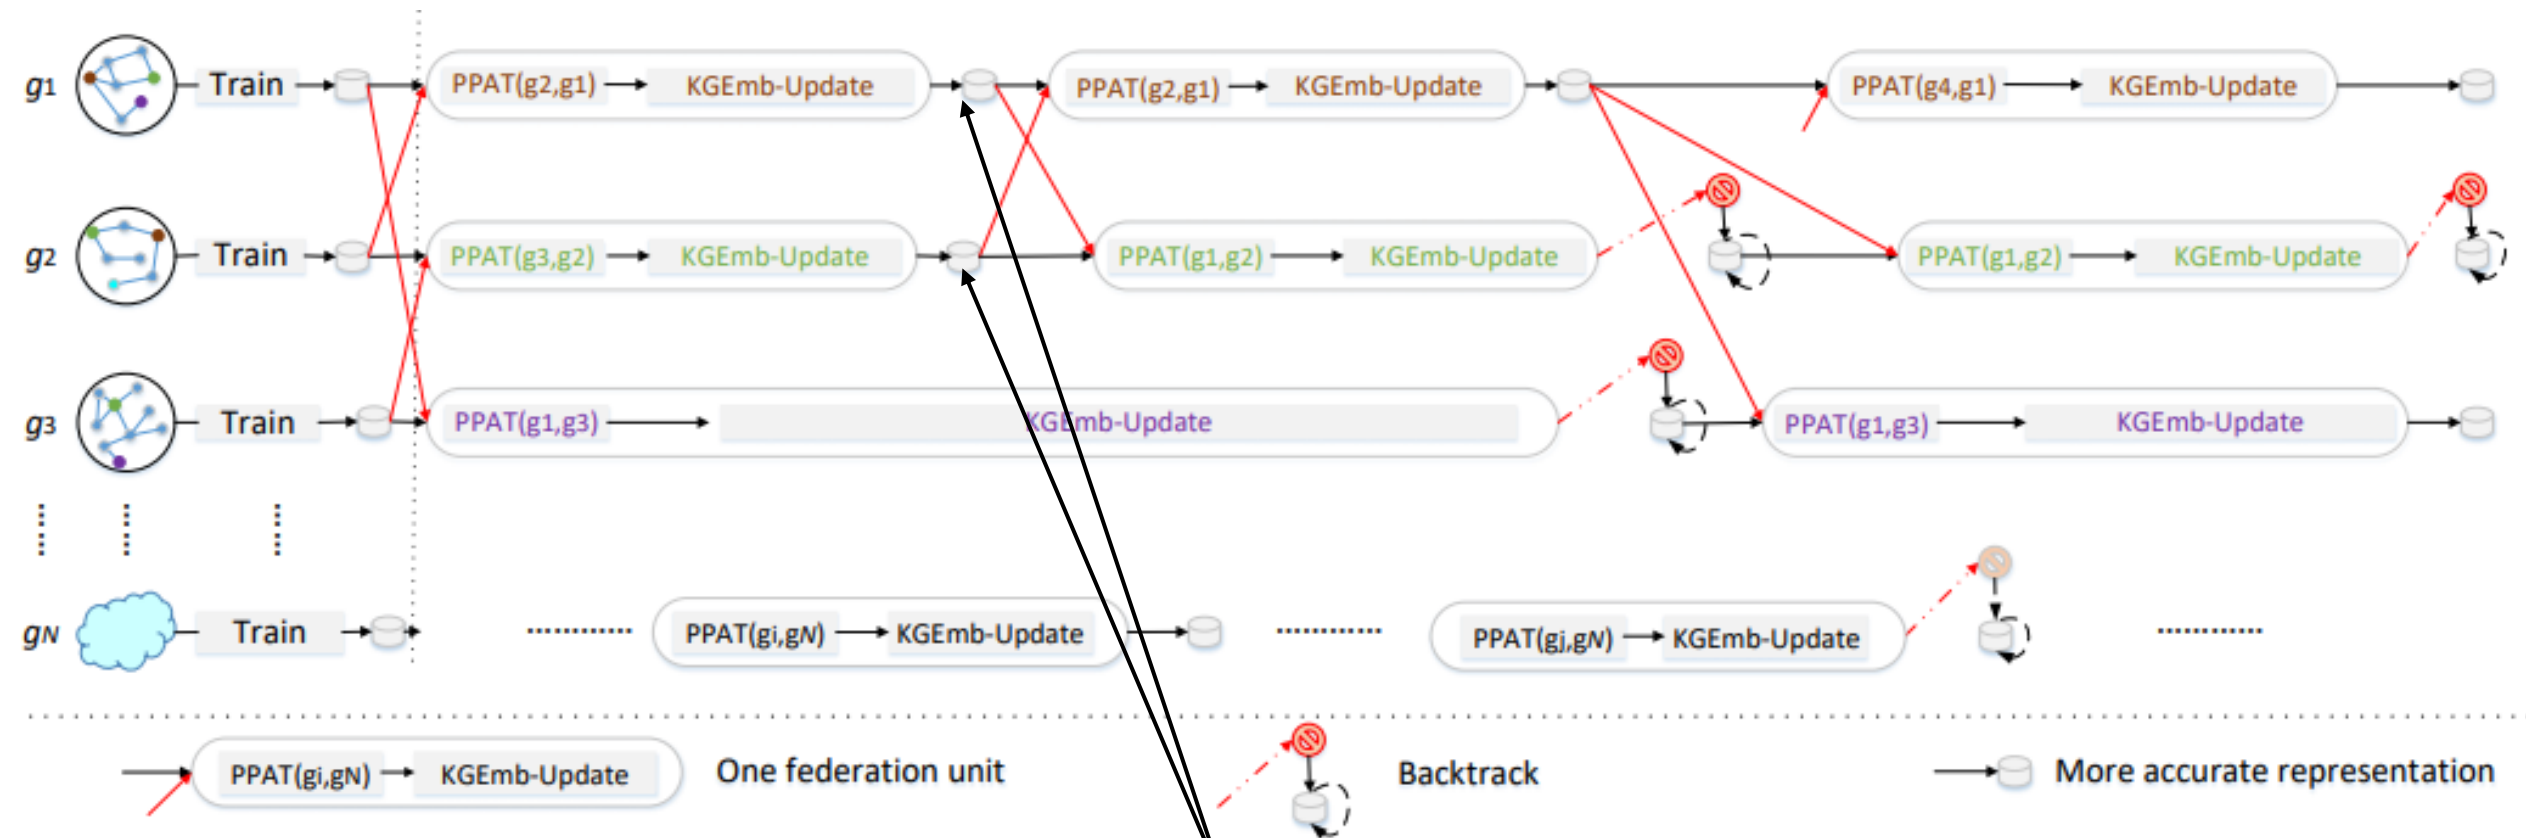 g1 Train PPAT(g2,g1) KGEmb-Update PPAT(g2,g1) KGEmb-Update PPAT(g4,g1) KGEmb-Update
g2 Train PPAT(g3,g2) KGEmb-Update PPAT(g1,g2) KGEmb-Update PPAT(g1,g2) KGEmb-Update
g3 Train PPAT(g1,g3) KGEmb-Update PPAT(g1,g3) KGEmb-Update
gN Train ············ PPAT(gi,gN) KGEmb-Update ············ PPAT(gj,gN) KGEmb-Update ············
PPAT(gi,gN) KGEmb-Update One federation unit Backtrack More accurate representation